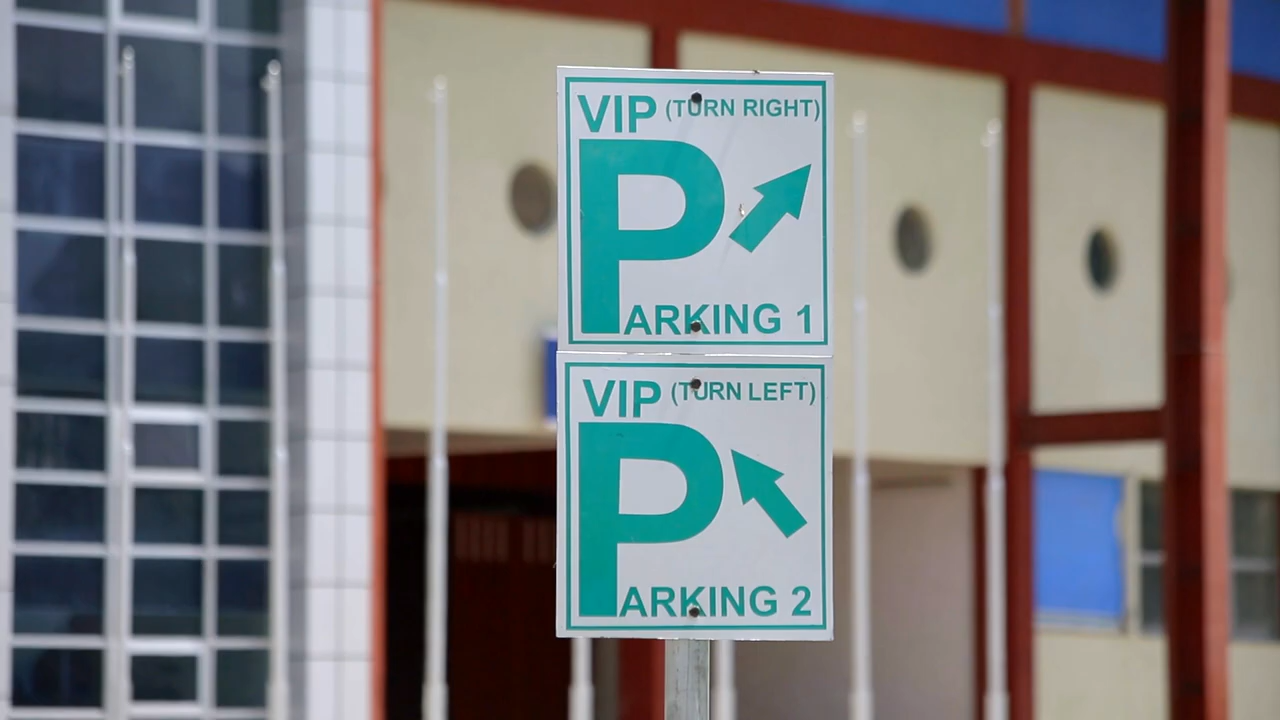 VIP (TURN RIGHT)
PARKING 1
VIP (TURN LEFT)
PARKING 2